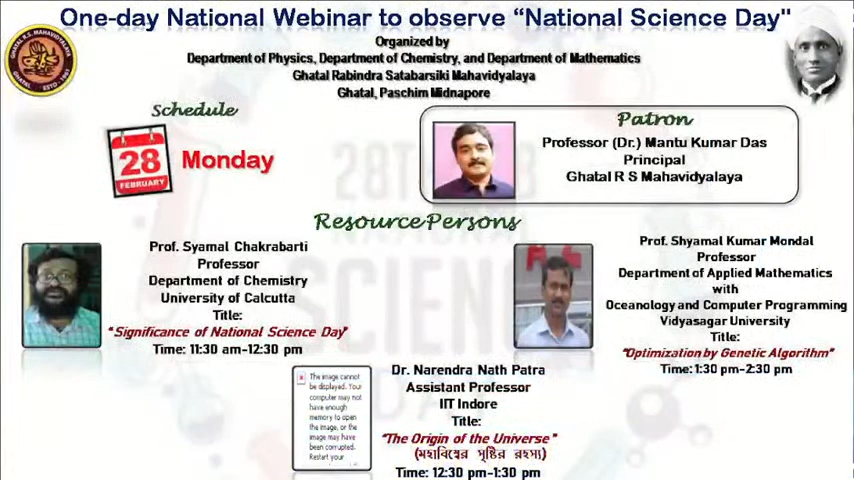 One-day National Webinar to observe “National Science Day"
Organized by
Department of Physics, Department of Chemistry, and Department of Mathematics
Ghatal Rabindra Satabarsiki Mahavidyalaya
Ghatal, Paschim Midnapore
Schedule
28
FEBRUARY
Monday
Patron
Professor (Dr.) Mantu Kumar Das
Principal
Ghatal R S Mahavidyalaya
Resource Persons
Prof. Syamal Chakrabarti
Professor
Department of Chemistry
University of Calcutta
Title:
“Significance of National Science Day”
Time: 11:30 am-12:30 pm
Prof. Shyamal Kumar Mondal
Professor
Department of Applied Mathematics
with
Oceanology and Computer Programming
Vidyasagar University
Title:
“Optimization by Genetic Algorithm”
Time: 1:30 pm-2:30 pm
The image cannot
be displayed. Your
computer may not
have enough
memory to open
the image, or the
image may have
been corrupted.
Restart your
Dr. Narendra Nath Patra
Assistant Professor
IIT Indore
Title:
“The Origin of the Universe”
(মহাবিশ্বের সৃষ্টির রহস্য)
Time: 12:30 pm-1:30 pm